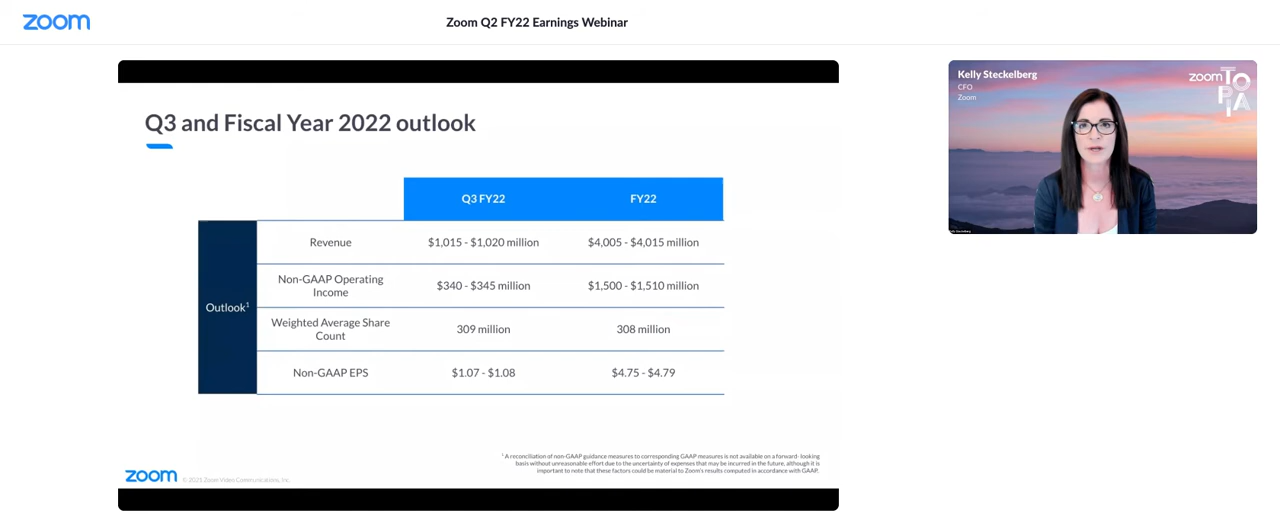 zoom
Zoom Q2 FY22 Earnings Webinar
Q3 and Fiscal Year 2022 outlook
Q3 FY22 FY22
Revenue $1,015 - $1,020 million $4,005 - $4,015 million
Non-GAAP Operating
Income $340 - $345 million $1,500 - $1,510 million
Outlook¹
Weighted Average Share
Count 309 million 308 million
Non-GAAP EPS $1.07 - $1.08 $4.75 - $4.79
¹ A reconciliation of non-GAAP guidance measures to corresponding GAAP measures is not available on a forward-looking
basis without unreasonable effort due to the uncertainty of expenses that may be incurred in the future, although it is
important to note that these factors could be material to Zoom's results computed in accordance with GAAP.
zoom © 2021 Zoom Video Communications, Inc.
Kelly Steckelberg
CFO
Zoom
zoom TOPIA
Kelly Steckelberg